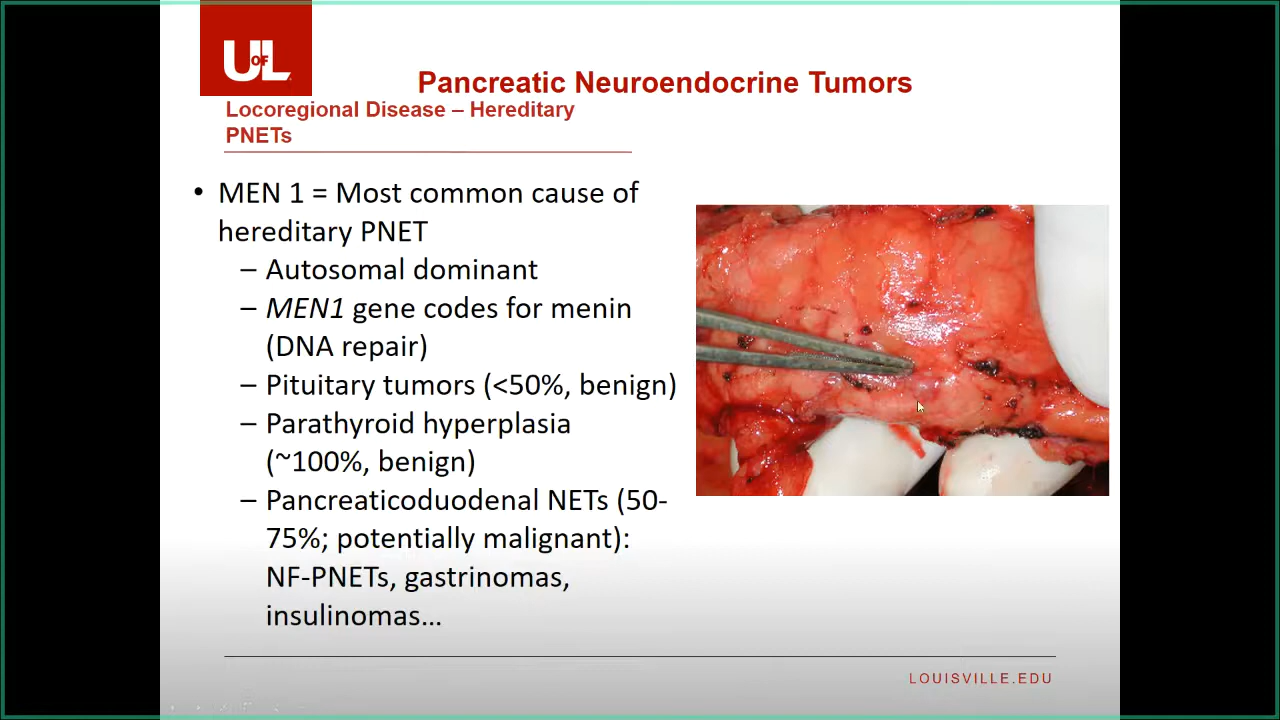 U OF L
Pancreatic Neuroendocrine Tumors
Locoregional Disease – Hereditary
PNETs
• MEN 1 = Most common cause of
hereditary PNET
– Autosomal dominant
– MEN1 gene codes for menin
(DNA repair)
– Pituitary tumors (<50%, benign)
– Parathyroid hyperplasia
(~100%, benign)
– Pancreaticoduodenal NETs (50-
75%; potentially malignant):
NF-PNETs, gastrinomas,
insulinomas…
LOUISVILLE.EDU